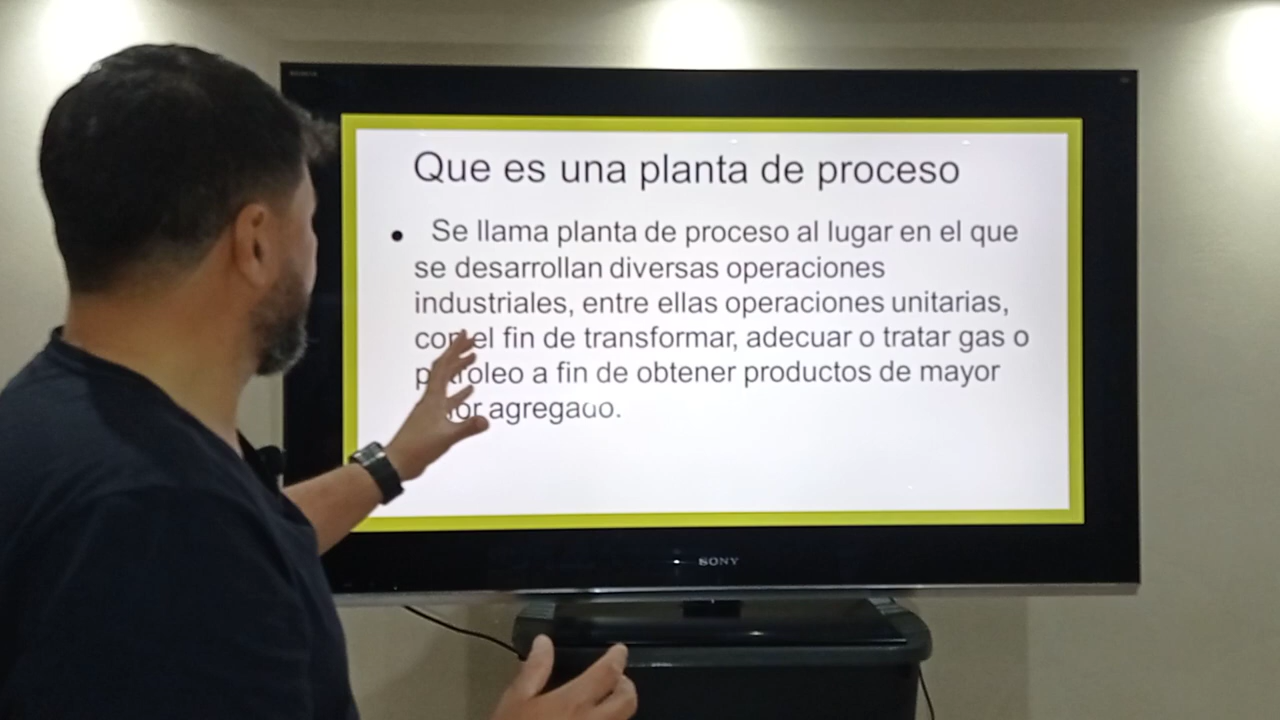 Que es una planta de proceso
• Se llama planta de proceso al lugar en el que
se desarrollan diversas operaciones
industriales, entre ellas operaciones unitarias,
con el fin de transformar, adecuar o tratar gas o
petroleo a fin de obtener productos de mayor
agregado.
SONY